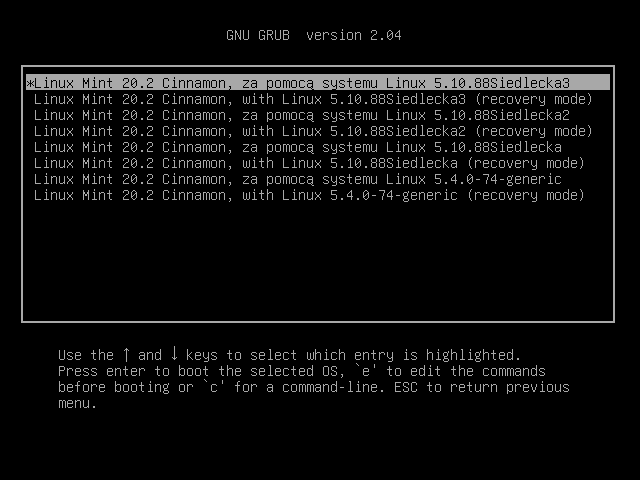 GNU GRUB  version 2.04
*Linux Mint 20.2 Cinnamon, za pomocą systemu Linux 5.10.88Siedlecka3
Linux Mint 20.2 Cinnamon, with Linux 5.10.88Siedlecka3 (recovery mode)
Linux Mint 20.2 Cinnamon, za pomocą systemu Linux 5.10.88Siedlecka2
Linux Mint 20.2 Cinnamon, with Linux 5.10.88Siedlecka2 (recovery mode)
Linux Mint 20.2 Cinnamon, za pomocą systemu Linux 5.10.88Siedlecka
Linux Mint 20.2 Cinnamon, with Linux 5.10.88Siedlecka (recovery mode)
Linux Mint 20.2 Cinnamon, za pomocą systemu Linux 5.4.0-74-generic
Linux Mint 20.2 Cinnamon, with Linux 5.4.0-74-generic (recovery mode)
Use the ↑ and ↓ keys to select which entry is highlighted.
Press enter to boot the selected OS, `e' to edit the commands
before booting or `c' for a command-line. ESC to return previous
menu.